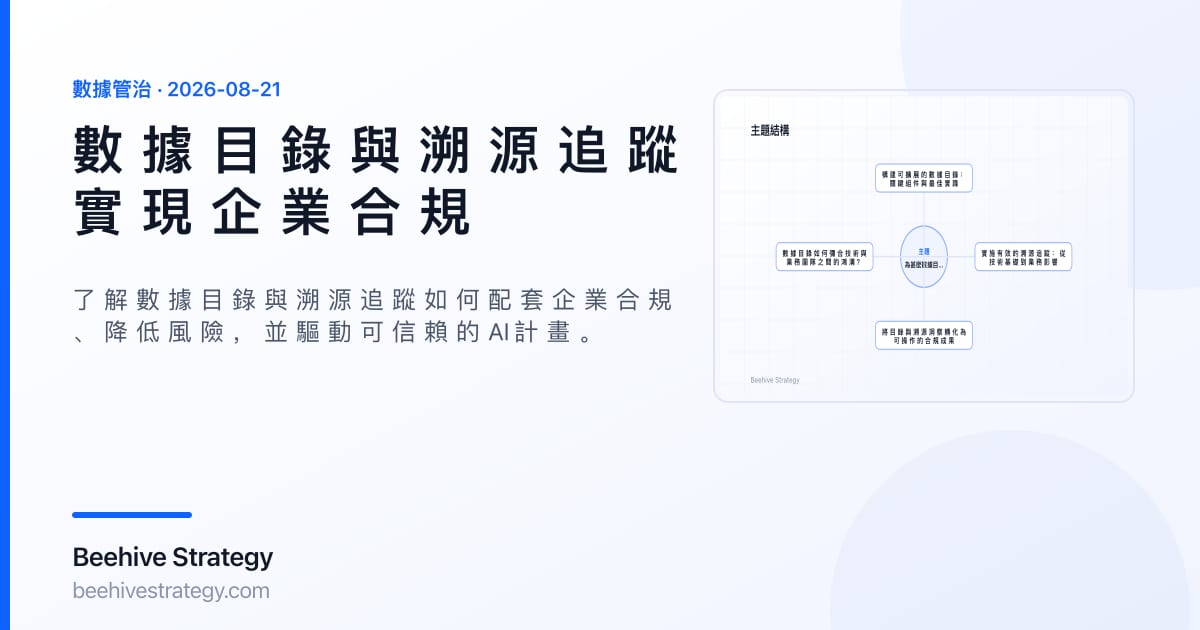 數據管治 · 2026-08-21
數據目錄與溯源追蹤
實現企業合規
了解數據目錄與溯源追蹤如何配套企業合規
、降低風險，並驅動可信賴的AI計畫。
主題結構
構建可擴展的數據目錄：
關鍵組件與最佳實踐
數據目錄如何彌合技術與
業務團隊之間的鴻溝？
主題
為甚麼數據目...
實施有效的溯源追蹤：從
技術基礎到業務影響
將目錄與溯源洞察轉化為
可操作的合規成果
Beehive Strategy
Beehive Strategy
beehivestrategy.com